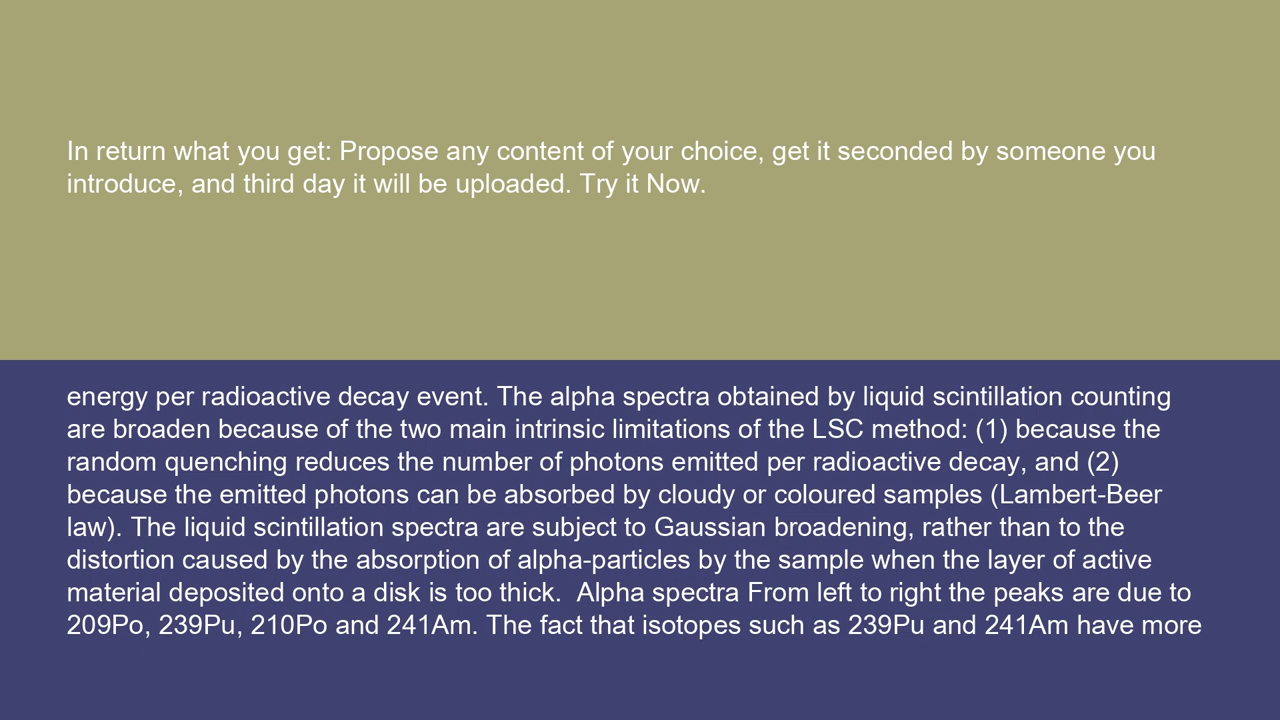 In return what you get: Propose any content of your choice, get it seconded by someone you
introduce, and third day it will be uploaded. Try it Now.
energy per radioactive decay event. The alpha spectra obtained by liquid scintillation counting
are broaden because of the two main intrinsic limitations of the LSC method: (1) because the
random quenching reduces the number of photons emitted per radioactive decay, and (2)
because the emitted photons can be absorbed by cloudy or coloured samples (Lambert-Beer
law). The liquid scintillation spectra are subject to Gaussian broadening, rather than to the
distortion caused by the absorption of alpha-particles by the sample when the layer of active
material deposited onto a disk is too thick.  Alpha spectra From left to right the peaks are due to
209Po, 239Pu, 210Po and 241Am. The fact that isotopes such as 239Pu and 241Am have more